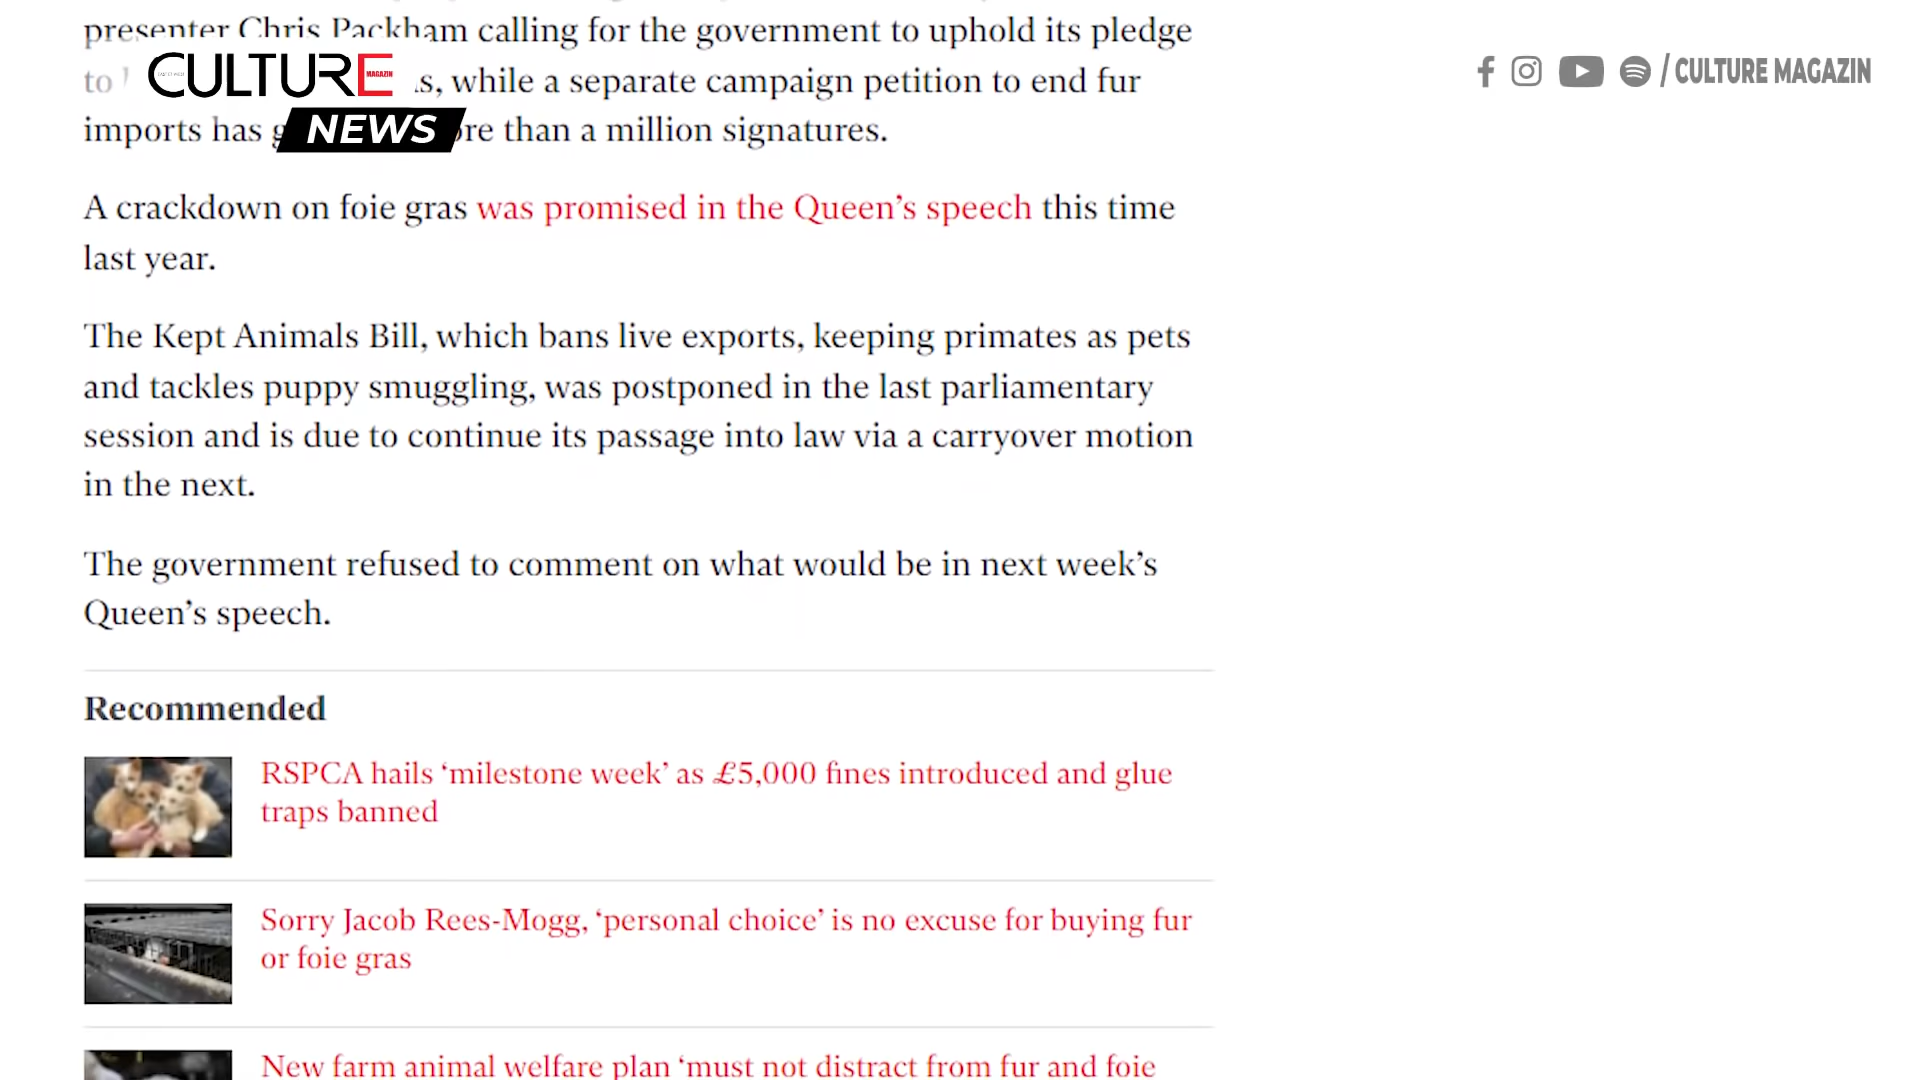 presenter Chris Packham calling for the government to uphold its pledge
to
s, while a separate campaign petition to end fur
CULTURE
MAGAZIN
NEWS
imports has
than a million signatures.
/ CULTURE MAGAZIN
A crackdown on foie gras was promised in the Queen’s speech this time
last year.
The Kept Animals Bill, which bans live exports, keeping primates as pets
and tackles puppy smuggling, was postponed in the last parliamentary
session and is due to continue its passage into law via a carryover motion
in the next.
The government refused to comment on what would be in next week’s
Queen’s speech.
Recommended
RSPCA hails ‘milestone week’ as £5,000 fines introduced and glue
traps banned
Sorry Jacob Rees-Mogg, ‘personal choice’ is no excuse for buying fur
or foie gras
New farm animal welfare plan ‘must not distract from fur and foie